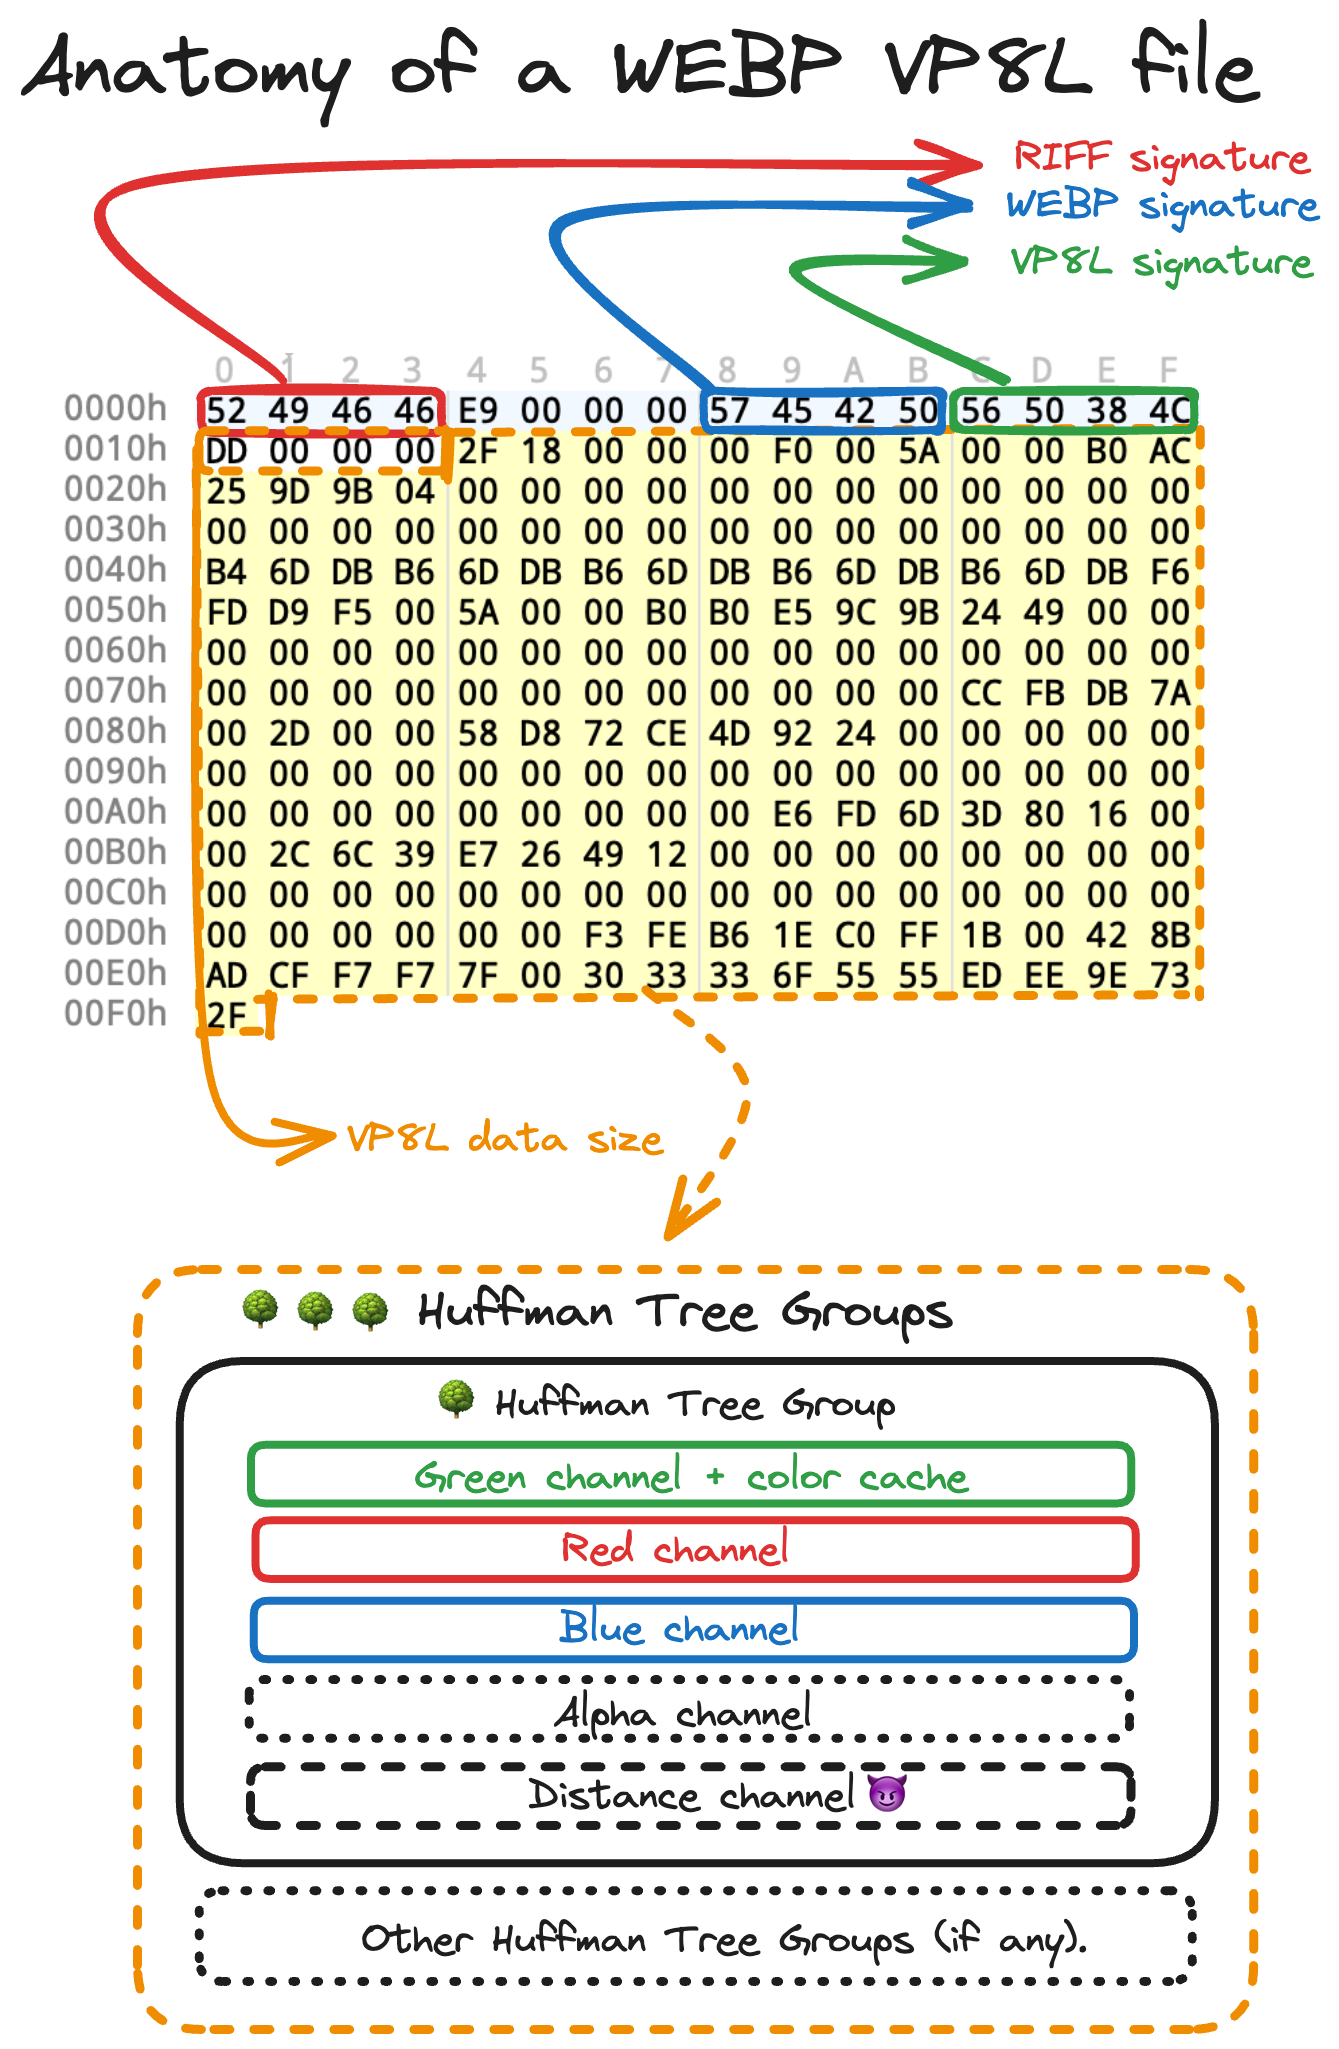 Anatomy of a WEBP VP8L file
RIFF signature
WEBP signature
VP8L signature
0 1 2 3 4 5 6 7 8 9 A B C D E F
0000h 52 49 46 46 E9 00 00 00 57 45 42 50 56 50 38 4C
0010h DD 00 00 00 2F 18 00 00 00 F0 00 5A 00 00 B0 AC
0020h 25 9D 9B 04 00 00 00 00 00 00 00 00 00 00 00 00
0030h 00 00 00 00 00 00 00 00 00 00 00 00 00 00 00 00
0040h B4 6D DB B6 6D DB B6 6D DB B6 6D DB B6 6D DB F6
0050h FD D9 F5 00 5A 00 00 B0 B0 E5 9C 9B 24 49 00 00
0060h 00 00 00 00 00 00 00 00 00 00 00 00 00 00 00 00
0070h 00 00 00 00 00 00 00 00 00 00 00 00 CC FB DB 7A
0080h 00 2D 00 00 58 D8 72 CE 4D 92 24 00 00 00 00 00
0090h 00 00 00 00 00 00 00 00 00 00 00 00 00 00 00 00
00A0h 00 00 00 00 00 00 00 00 00 E6 FD 6D 3D 80 16 00
00B0h 00 2C 6C 39 E7 26 49 12 00 00 00 00 00 00 00 00
00C0h 00 00 00 00 00 00 00 00 00 00 00 00 00 00 00 00
00D0h 00 00 00 00 00 00 F3 FE B6 1E C0 FF 1B 00 42 8B
00E0h AD CF F7 F7 7F 00 30 33 33 6F 55 55 ED EE 9E 73
00F0h 2F
VP8L data size
Huffman Tree Groups
Huffman Tree Group
Green channel + color cache
Red channel
Blue channel
Alpha channel
Distance channel
Other Huffman Tree Groups (if any).